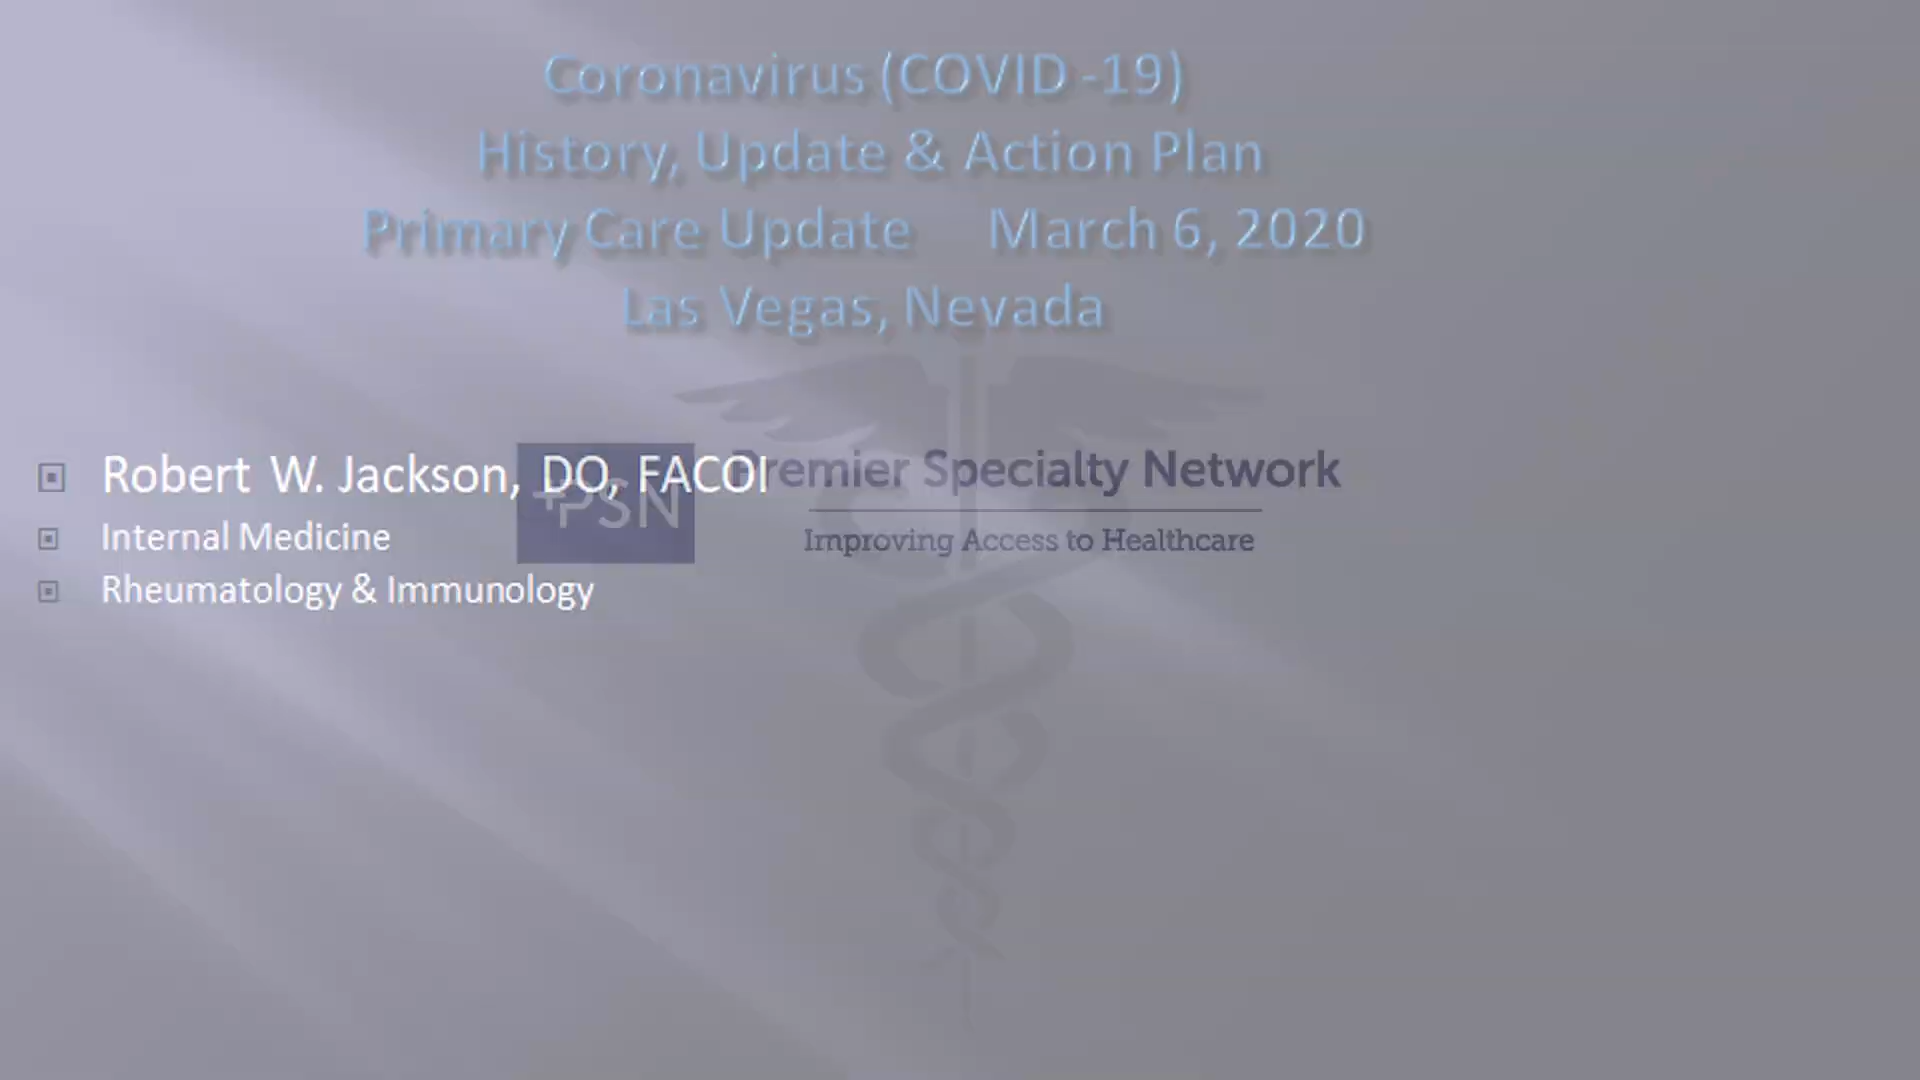 Coronavirus (COVID -19)
History, Update & Action Plan
Primary Care Update March 6, 2020
Las Vegas, Nevada
Robert W. Jackson, DO, FACOI
Premier Specialty Network
+PSN
Internal Medicine
Improving Access to Healthcare
Rheumatology & Immunology